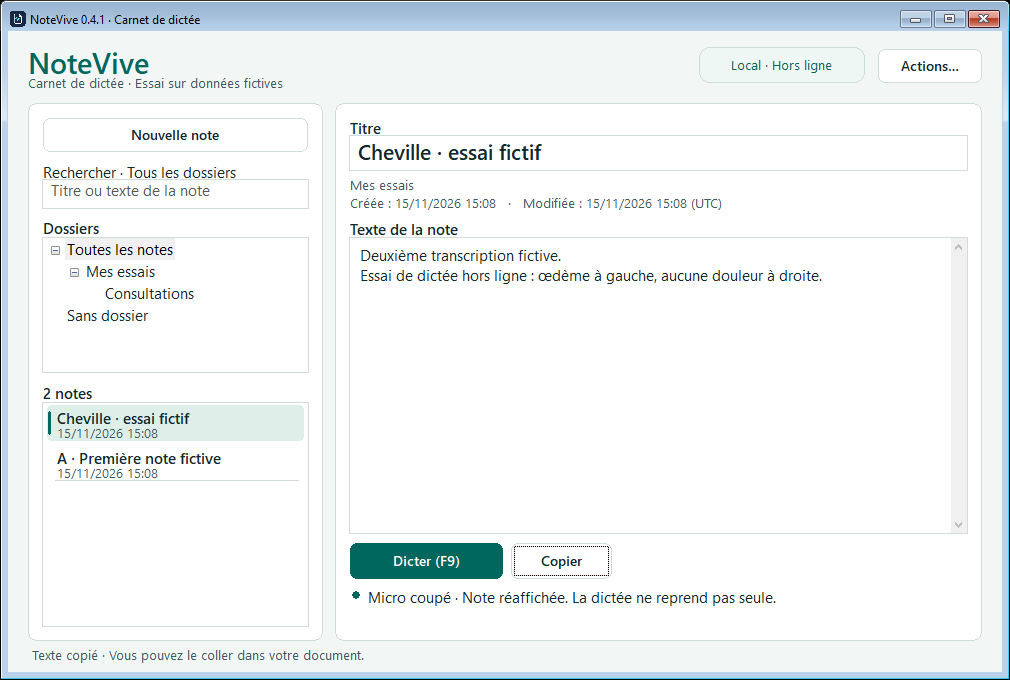 NoteVive 0.4.1 · Carnet de dictée
NoteVive
Carnet de dictée · Essai sur données fictives
Local · Hors ligne
Actions...
Nouvelle note
Rechercher · Tous les dossiers
Titre ou texte de la note
Dossiers
Toutes les notes
Mes essais
Consultations
Sans dossier
2 notes
Cheville · essai fictif
15/11/2026 15:08
A · Première note fictive
15/11/2026 15:08
Titre
Cheville · essai fictif
Mes essais
Créée : 15/11/2026 15:08 · Modifiée : 15/11/2026 15:08 (UTC)
Texte de la note
Deuxième transcription fictive.
Essai de dictée hors ligne : œdème à gauche, aucune douleur à droite.
Dicter (F9)
Copier
Micro coupé · Note réaffichée. La dictée ne reprend pas seule.
Texte copié · Vous pouvez le coller dans votre document.